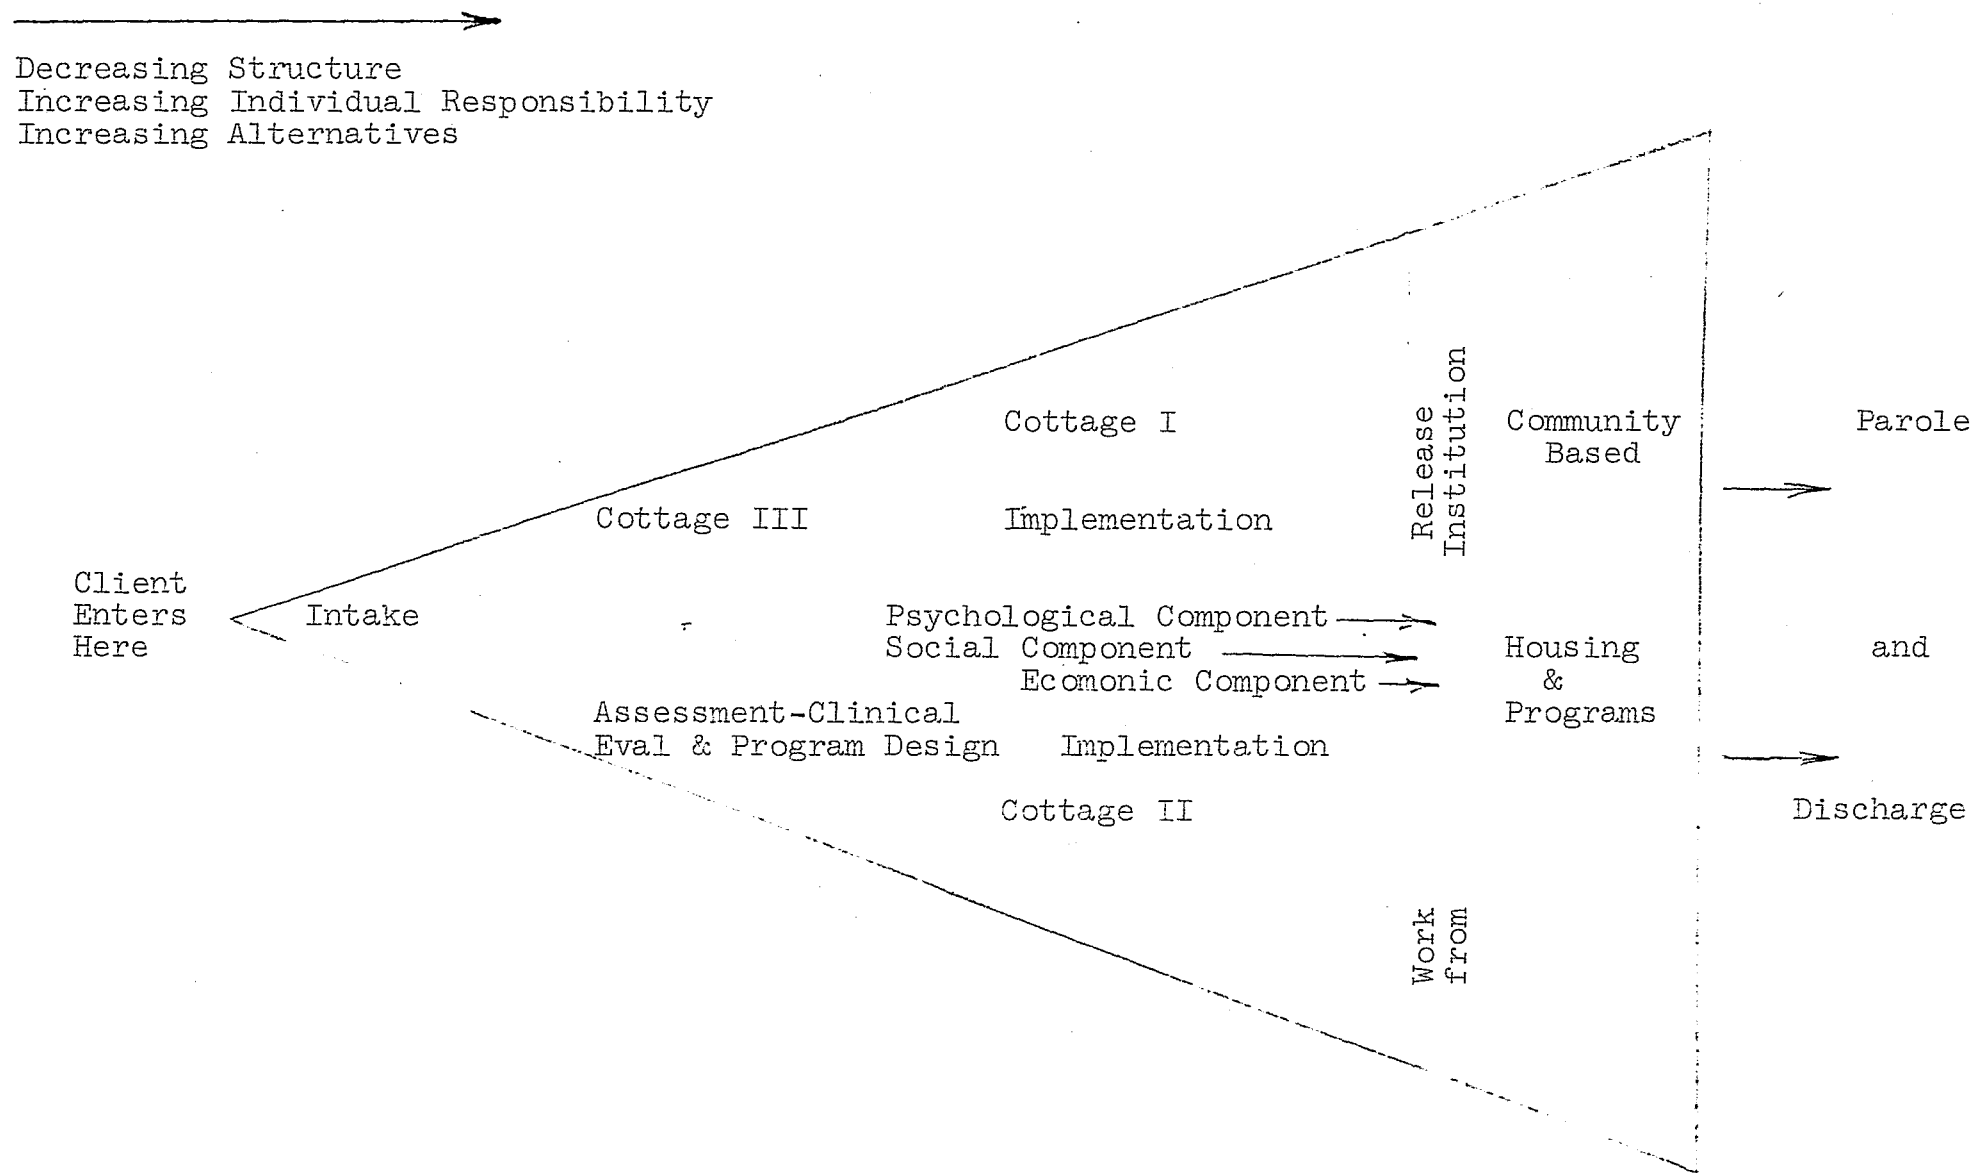 Decreasing Structure
Increasing Individual Responsibility
Increasing Alternatives
Client
Enters
Here
Intake
Cottage III
Assessment-Clinical
Eval & Program Design
Cottage I
Implementation
Psychological Component
Social Component
Ecomonic Component
Implementation
Cottage II
Work Release
from Institution
Community
Based
Housing
&
Programs
Parole
and
Discharge